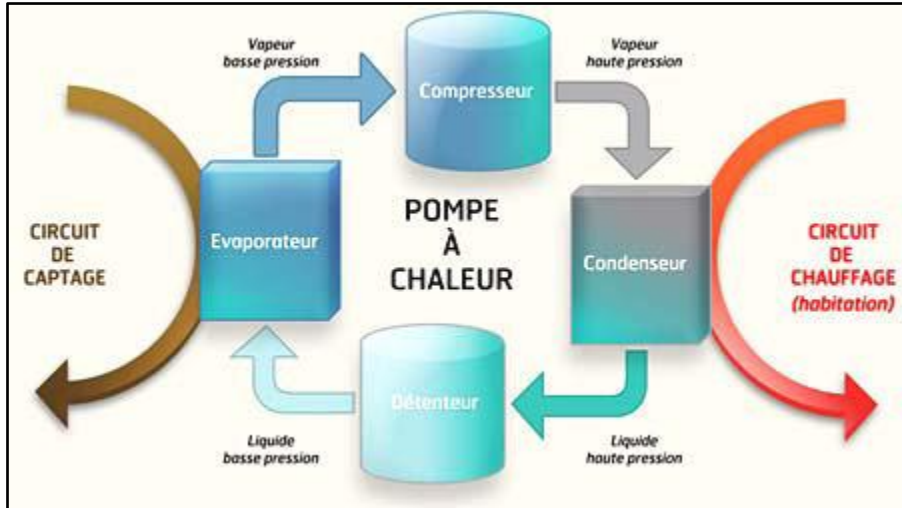 Vapeur
basse pression
Compresseur
Vapeur
haute pression
CIRCUIT
DE
CAPTAGE
Evaporateur
POMPE
À
CHALEUR
Condenseur
CIRCUIT
DE
CHAUFFAGE
(habitation)
Liquide
basse pression
Détenteur
Liquide
haute pression